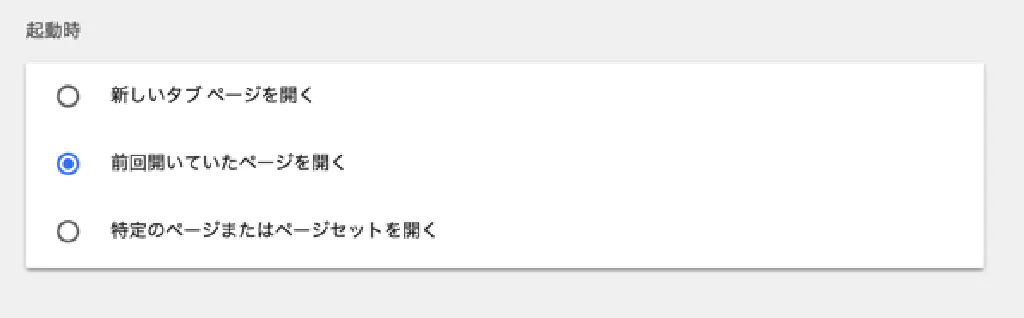 起動時
新しいタブ ページを開く
前回開いていたページを開く
特定のページまたはページセットを開く